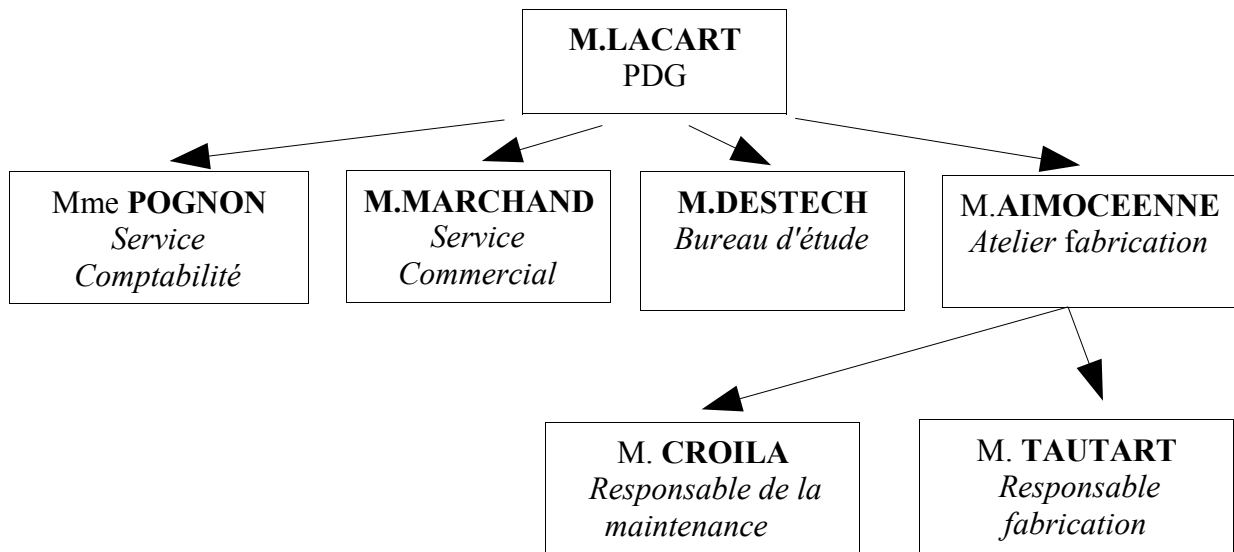 M.LACART
PDG
Mme POGNON
Service
Comptabilité
M.MARCHAND
Service
Commercial
M.DESTECH
Bureau d'étude
M.AIMOCEENNE
Atelier fabrication
M. CROILA
Responsable de la
maintenance
M. TAUTART
Responsable
fabrication